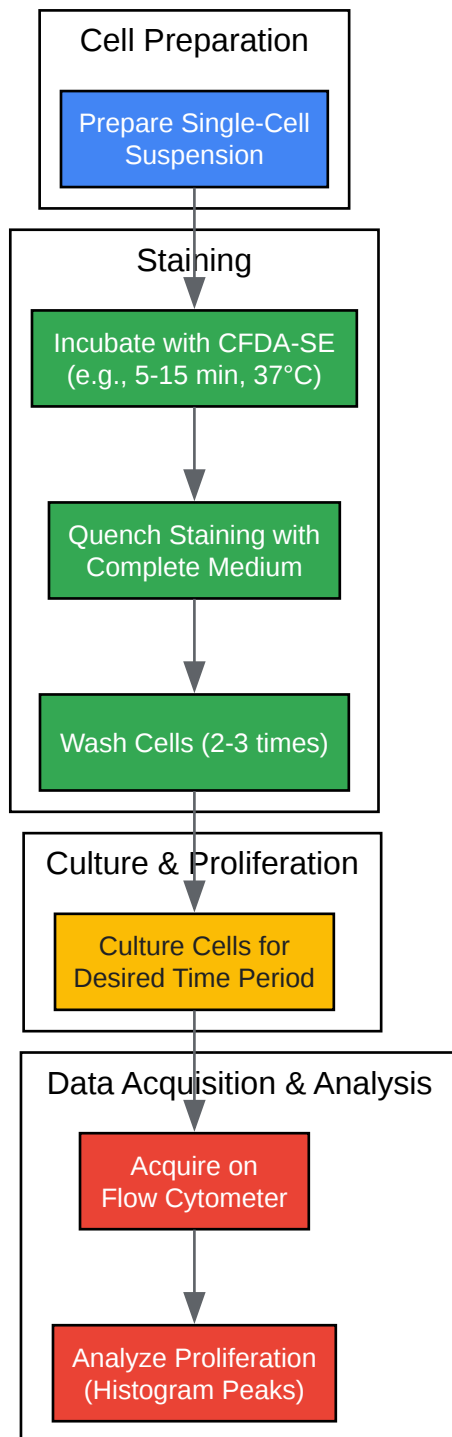 Cell Preparation
Prepare Single-Cell
Suspension
Staining
Incubate with CFDA-SE
(e.g., 5-15 min, 37°C)
Quench Staining with
Complete Medium
Wash Cells (2-3 times)
Culture & Proliferation
Culture Cells for
Desired Time Period
Data Acquisition & Analysis
Acquire on
Flow Cytometer
Analyze Proliferation
(Histogram Peaks)